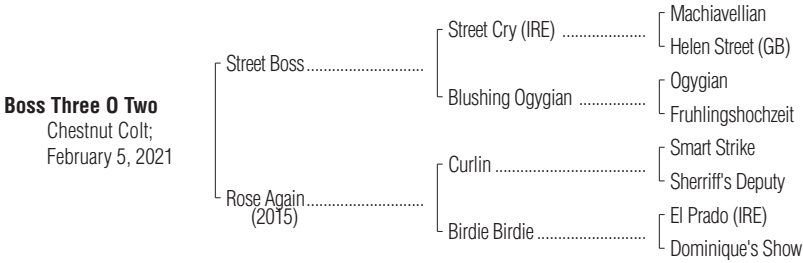 Boss Three O Two
Chestnut Colt;
February 5, 2021
Street Boss..........................
Rose Again..........................
(2015)
Street Cry (IRE) ...................
Blushing Ogygian ...............
Curlin ..................................
Birdie Birdie ........................
Machiavellian
Helen Street (GB)
Ogygian
Fruhlingshochzeit
Smart Strike
Sherriff's Deputy
El Prado (IRE)
Dominique's Show